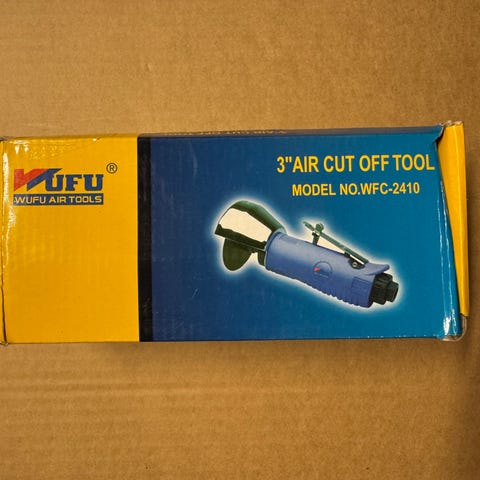 WUFU®
WUFU AIR TOOLS
3"AIR CUT OFF TOOL
MODEL NO.WFC-2410